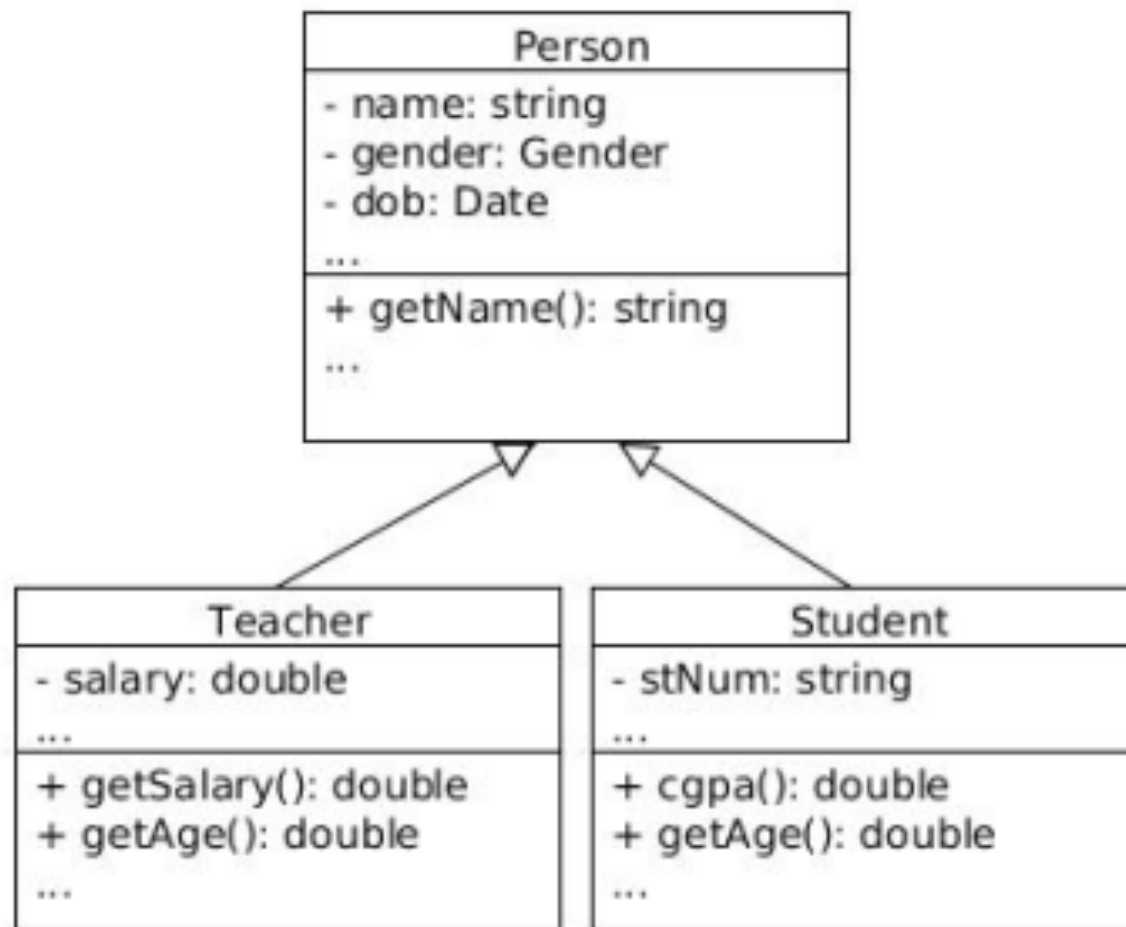 Person
- name: string
- gender: Gender
- dob: Date
...
+ getName(): string
...
Teacher
- salary: double
...
+ getSalary(): double
+ getAge(): double
...
Student
- stNum: string
...
+ cgpa(): double
+ getAge(): double
...